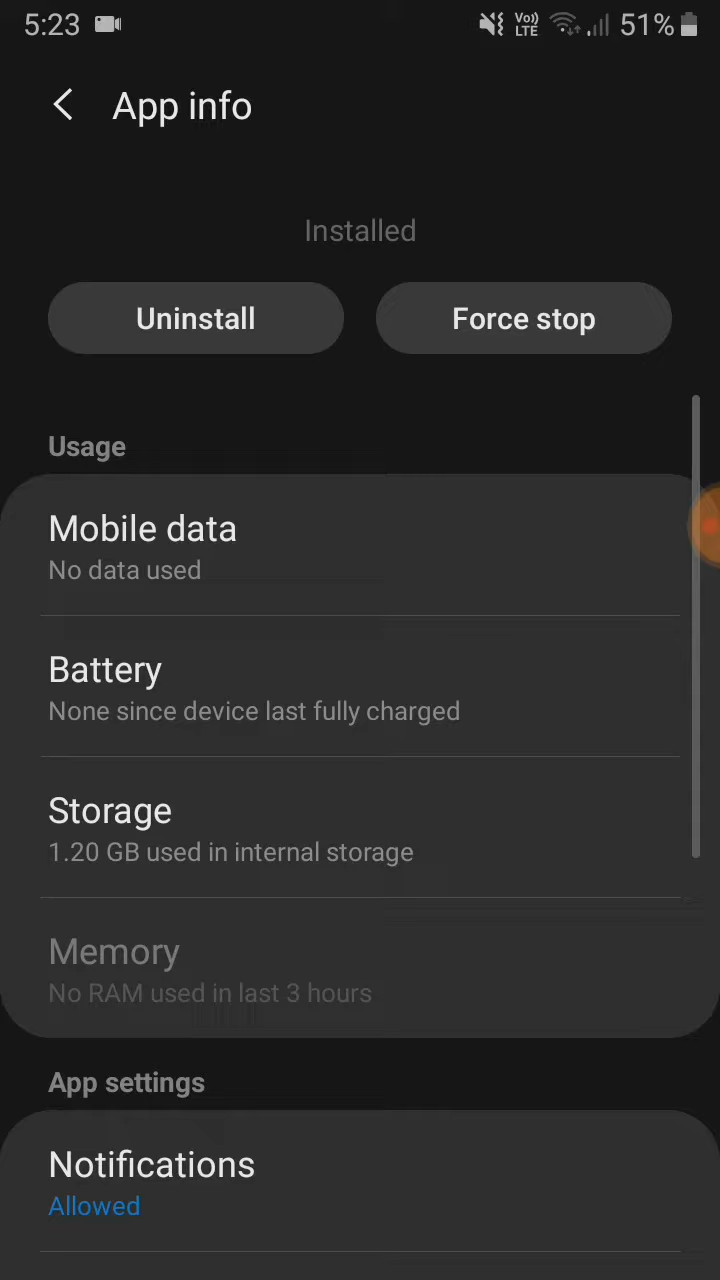 5:23 Vo)) LTE 51%
App info
Installed
Uninstall Force stop
Usage
Mobile data
No data used
Battery
None since device last fully charged
Storage
1.20 GB used in internal storage
Memory
No RAM used in last 3 hours
App settings
Notifications
Allowed